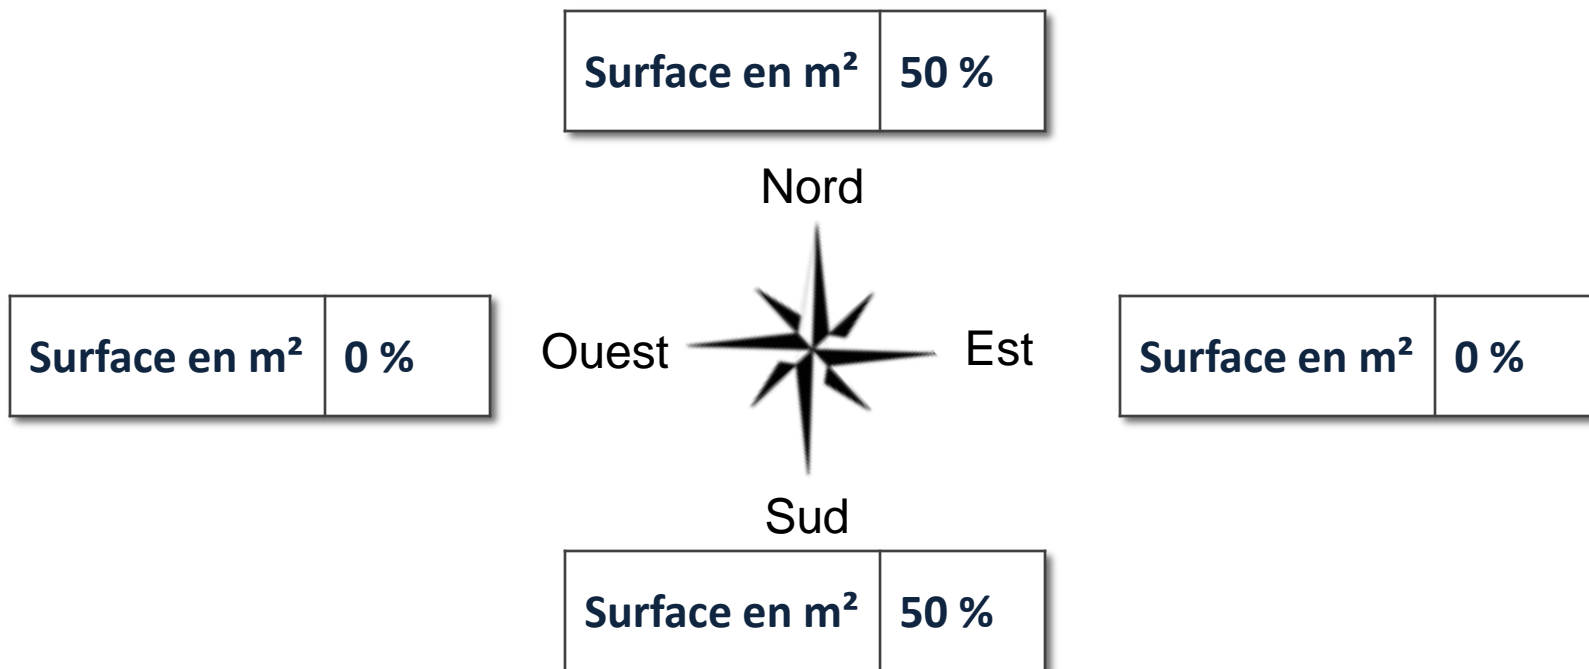 Surface en m² 50 %
Nord
Surface en m² 0 %
Ouest
Est
Surface en m² 0 %
Sud
Surface en m² 50 %